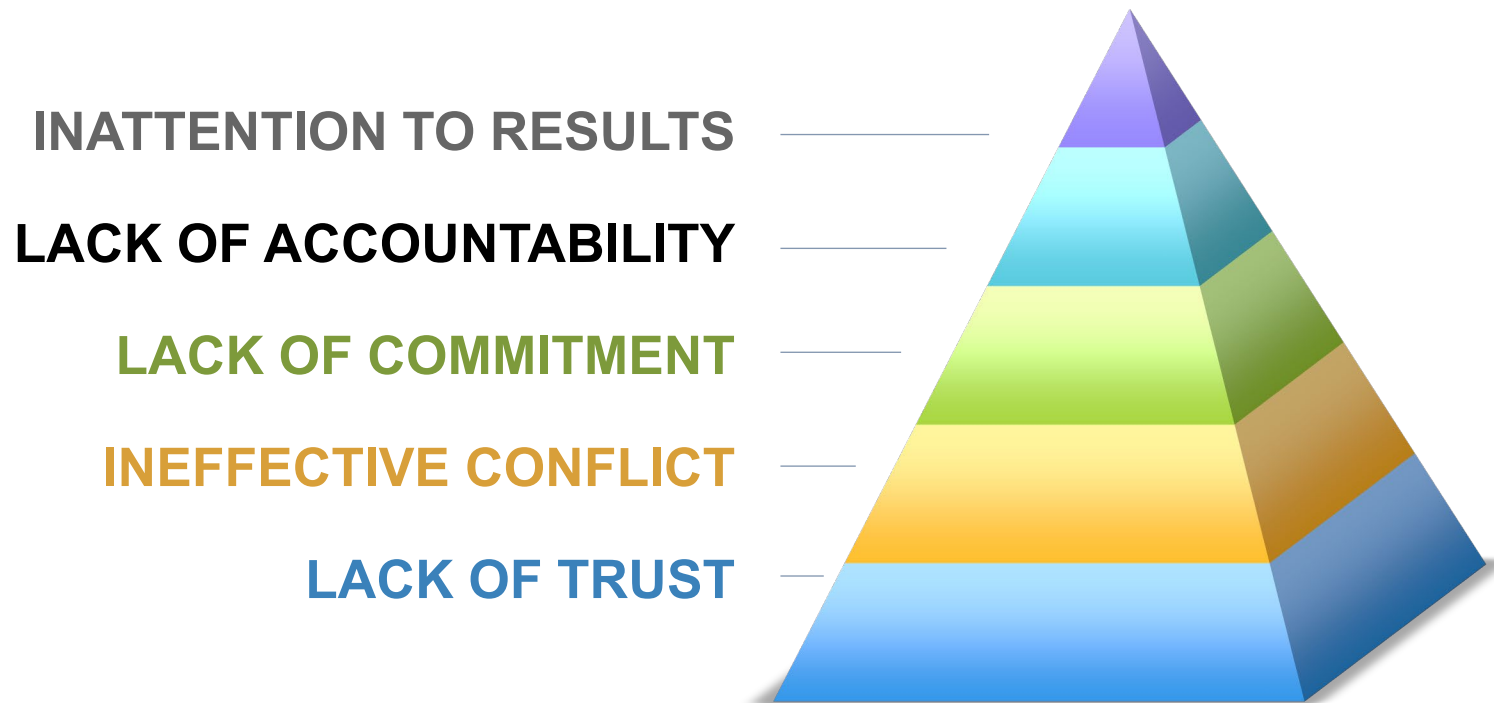 INATTENTION TO RESULTS
LACK OF ACCOUNTABILITY
LACK OF COMMITMENT
INEFFECTIVE CONFLICT
LACK OF TRUST